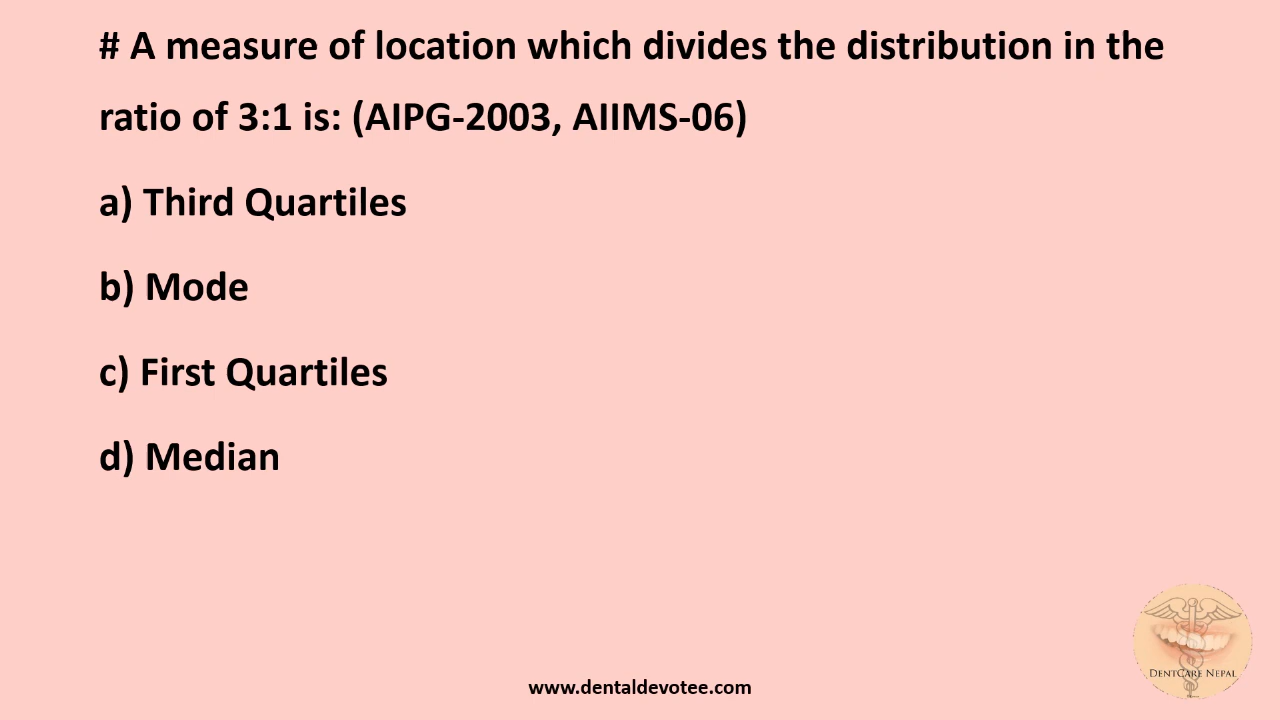 # A measure of location which divides the distribution in the
ratio of 3:1 is: (AIPG-2003, AIIMS-06)
a) Third Quartiles
b) Mode
c) First Quartiles
d) Median
DENTCARE NEPAL
www.dentaldevotee.com